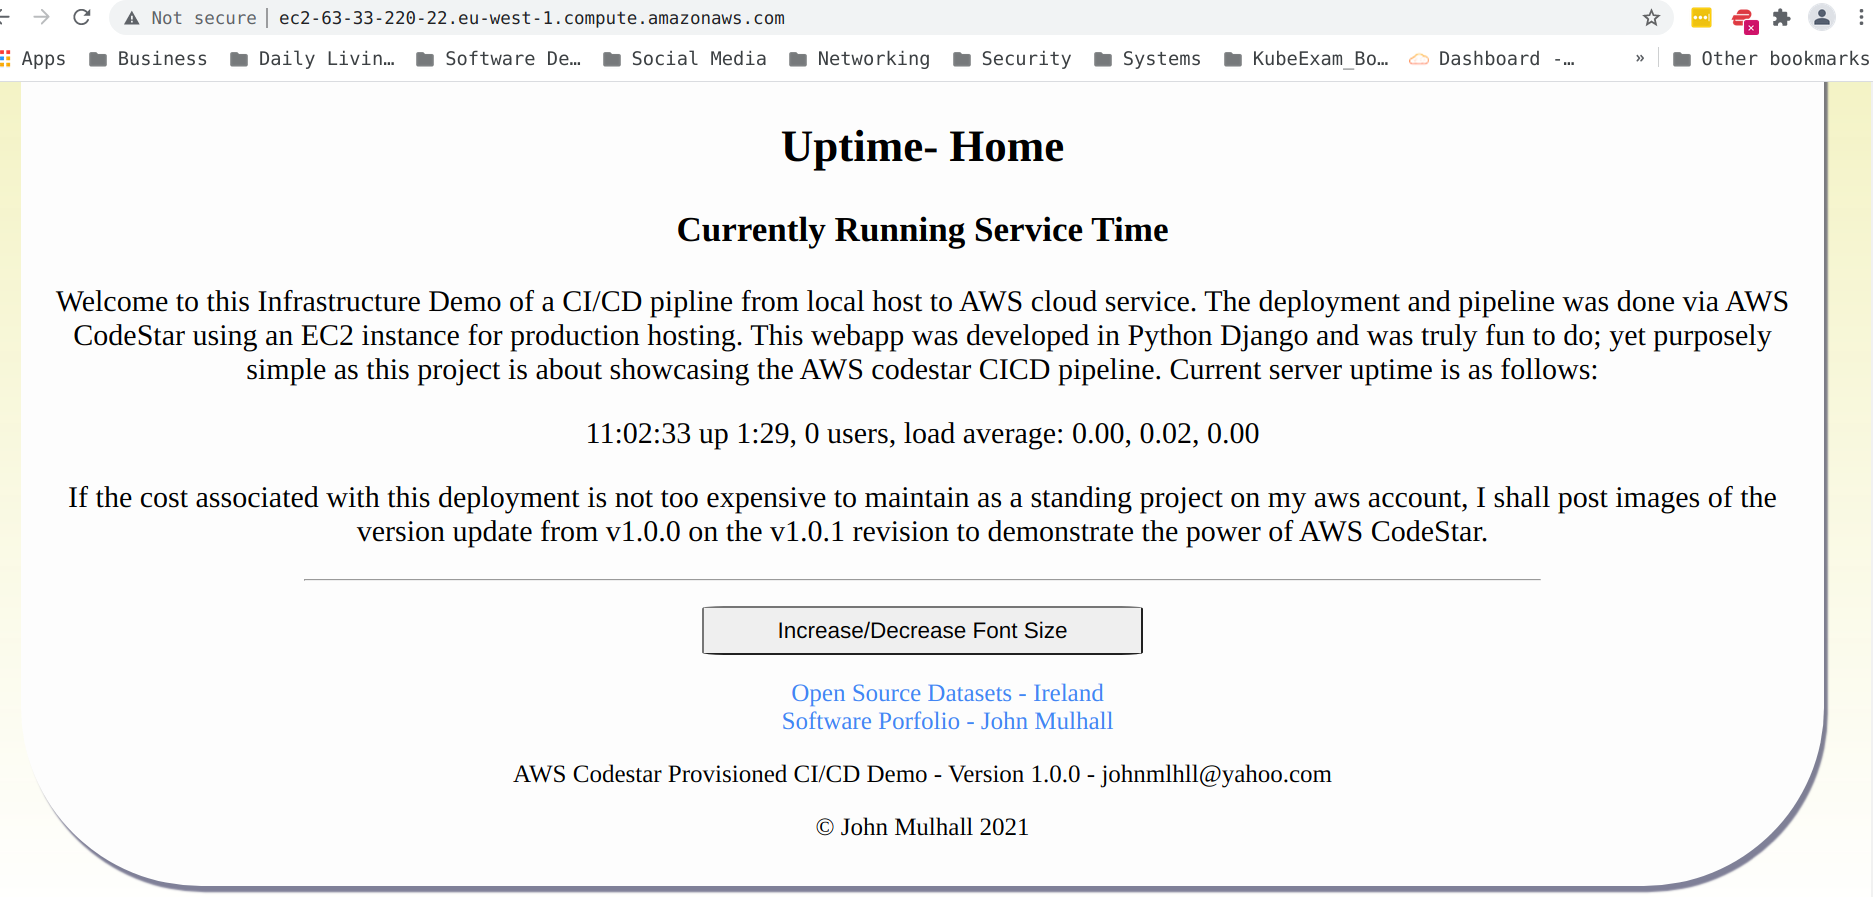 Not secure | ec2-63-33-220-22.eu-west-1.compute.amazonaws.com
Apps Business Daily Livin… Software De… Social Media Networking Security Systems KubeExam_Bo… Dashboard -… » Other bookmarks
Uptime- Home
Currently Running Service Time
Welcome to this Infrastructure Demo of a CI/CD pipline from local host to AWS cloud service. The deployment and pipeline was done via AWS
CodeStar using an EC2 instance for production hosting. This webapp was developed in Python Django and was truly fun to do; yet purposely
simple as this project is about showcasing the AWS codestar CICD pipeline. Current server uptime is as follows:
11:02:33 up 1:29, 0 users, load average: 0.00, 0.02, 0.00
If the cost associated with this deployment is not too expensive to maintain as a standing project on my aws account, I shall post images of the
version update from v1.0.0 on the v1.0.1 revision to demonstrate the power of AWS CodeStar.
Increase/Decrease Font Size
Open Source Datasets - Ireland
Software Porfolio - John Mulhall
AWS Codestar Provisioned CI/CD Demo - Version 1.0.0 - johnmlhll@yahoo.com
© John Mulhall 2021